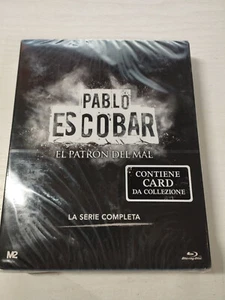 PABLO
ESCOBAR
EL PATRÓN DEL MAL
CONTIENE
CARD
DA COLLEZIONE
LA SERIE COMPLETA
M2
Blu-ray Disc